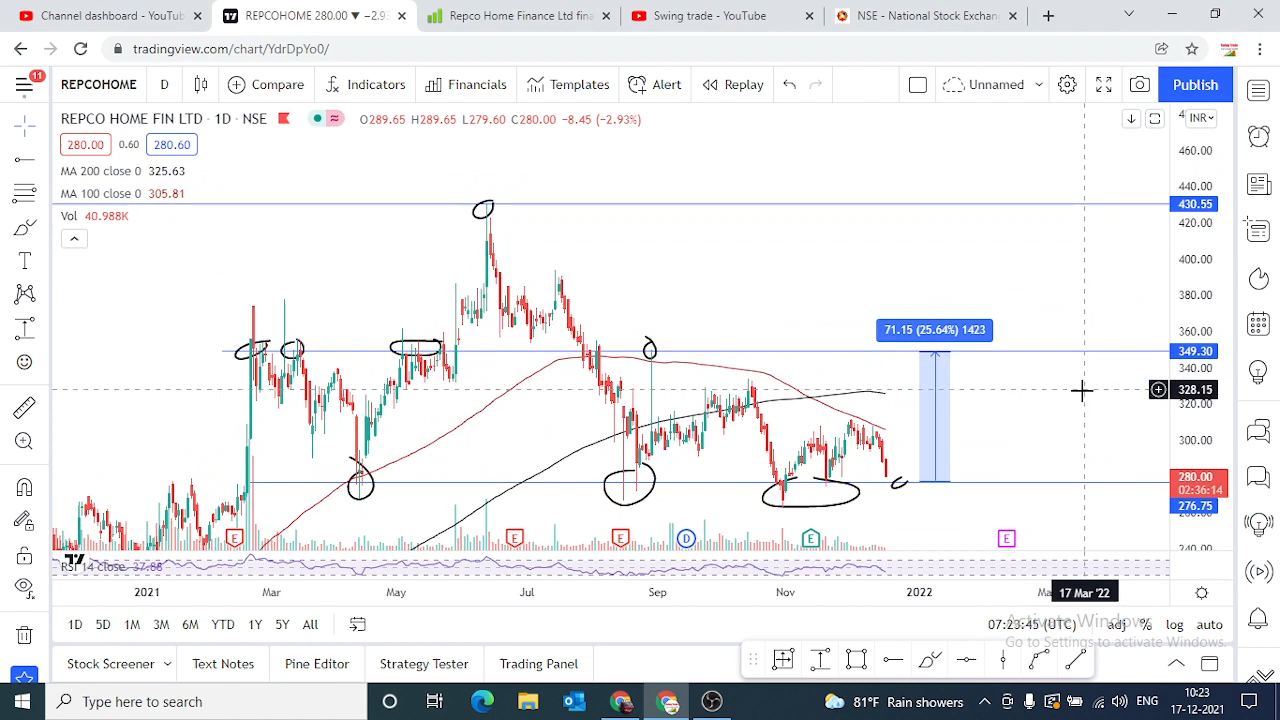 Channel dashboard - YouTub
REPCOHOME 280.00 ▼ −2.9
Repco Home Finance Ltd fina
Swing trade - YouTube
NSE - National Stock Exchan
tradingview.com/chart/YdrDpYo0/
11
REPCOHOME D Compare Indicators Financials Templates Alert Replay Unnamed Publish
REPCO HOME FIN LTD · 1D · NSE
O289.65 H289.65 L279.60 C280.00 −8.45 (−2.93%)
INR
280.00 0.60 280.60
MA 200 close 0 325.63
MA 100 close 0 305.81
Vol 40.988K
460.00
440.00
430.55
420.00
400.00
380.00
360.00
71.15 (25.64%) 1423
349.30
340.00
328.15
320.00
300.00
280.00
02:36:14
276.75
240.00
E E E D E E
RSI 14 close 37.88
2021 Mar May Jul Sep Nov 2022 17 Mar '22
1D 5D 1M 3M 6M YTD 1Y 5Y All
07:23:45 (UTC) adj % log auto
Activate Windows
Go to Settings to activate Windows.
Stock Screener Text Notes Pine Editor Strategy Tester Trading Panel
Type here to search
81°F Rain showers
ENG
10:23
17-12-2021